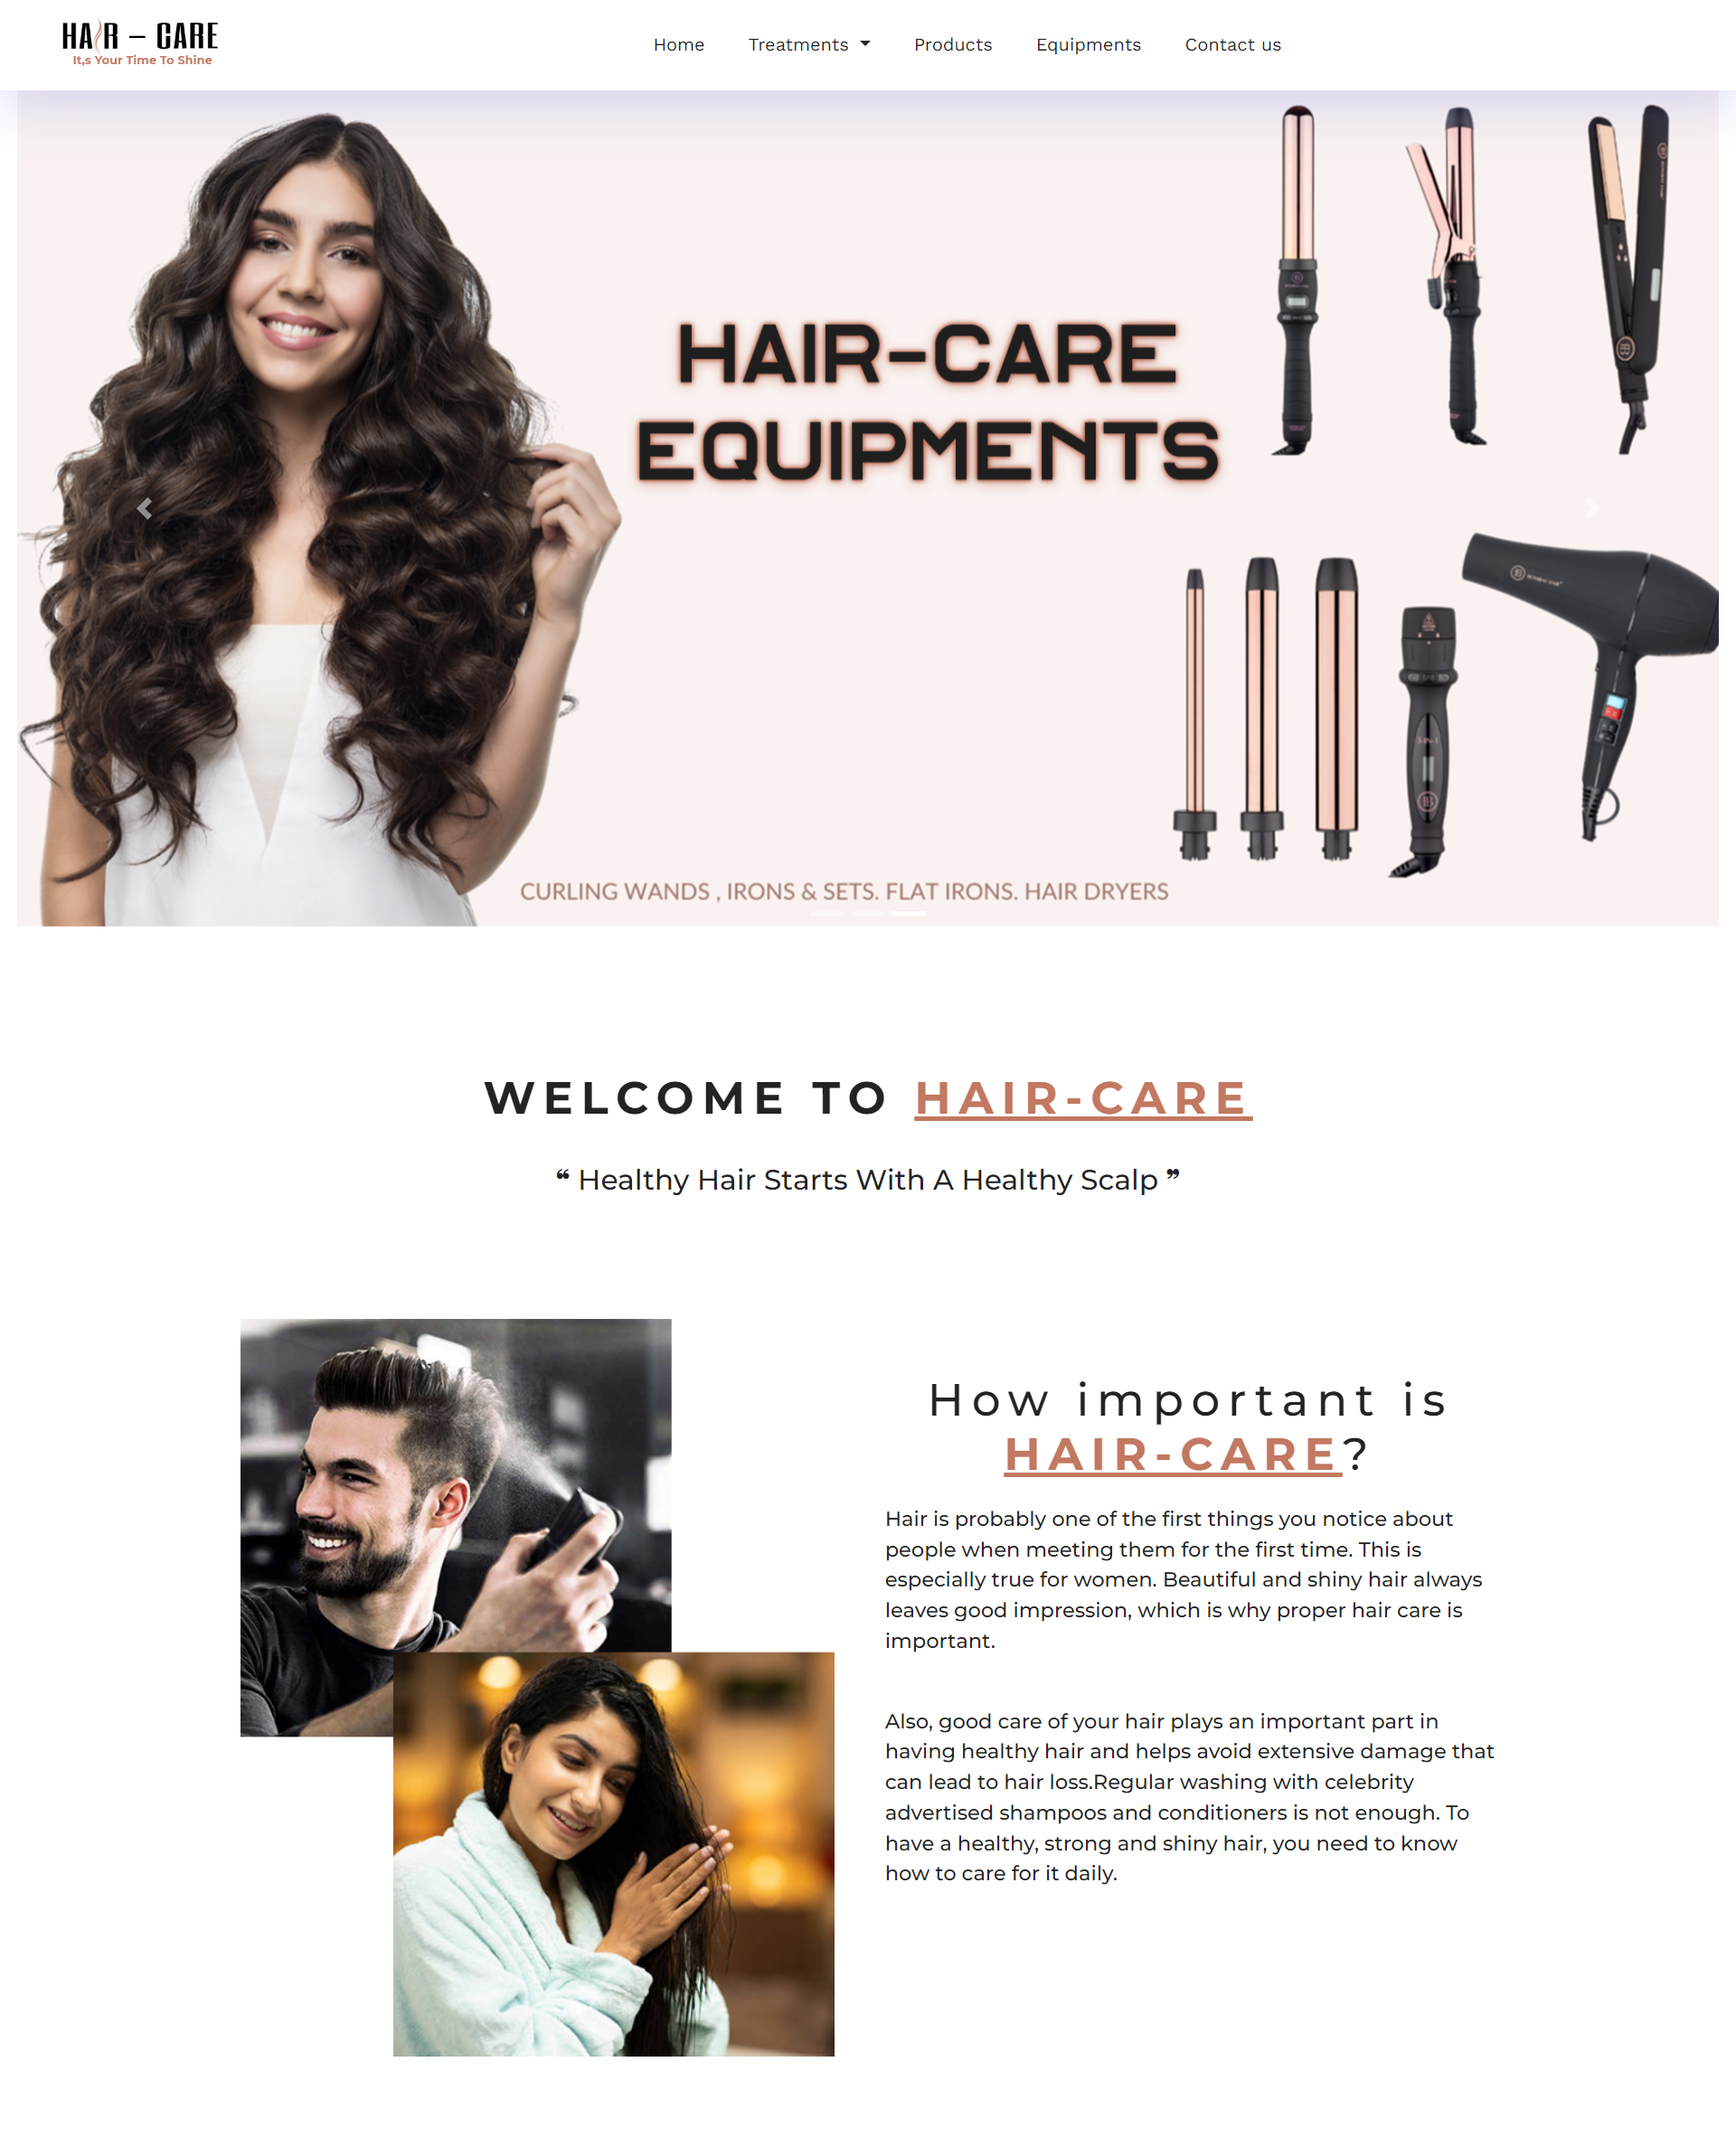 HAIR - CARE
It,s Your Time To Shine
Home Treatments Products Equipments Contact us
HAIR-CARE
EQUIPMENTS
CURLING WANDS , IRONS & SETS. FLAT IRONS. HAIR DRYERS
WELCOME TO HAIR-CARE
❝ Healthy Hair Starts With A Healthy Scalp ❞
How important is
HAIR-CARE?
Hair is probably one of the first things you notice about
people when meeting them for the first time. This is
especially true for women. Beautiful and shiny hair always
leaves good impression, which is why proper hair care is
important.
Also, good care of your hair plays an important part in
having healthy hair and helps avoid extensive damage that
can lead to hair loss.Regular washing with celebrity
advertised shampoos and conditioners is not enough. To
have a healthy, strong and shiny hair, you need to know
how to care for it daily.